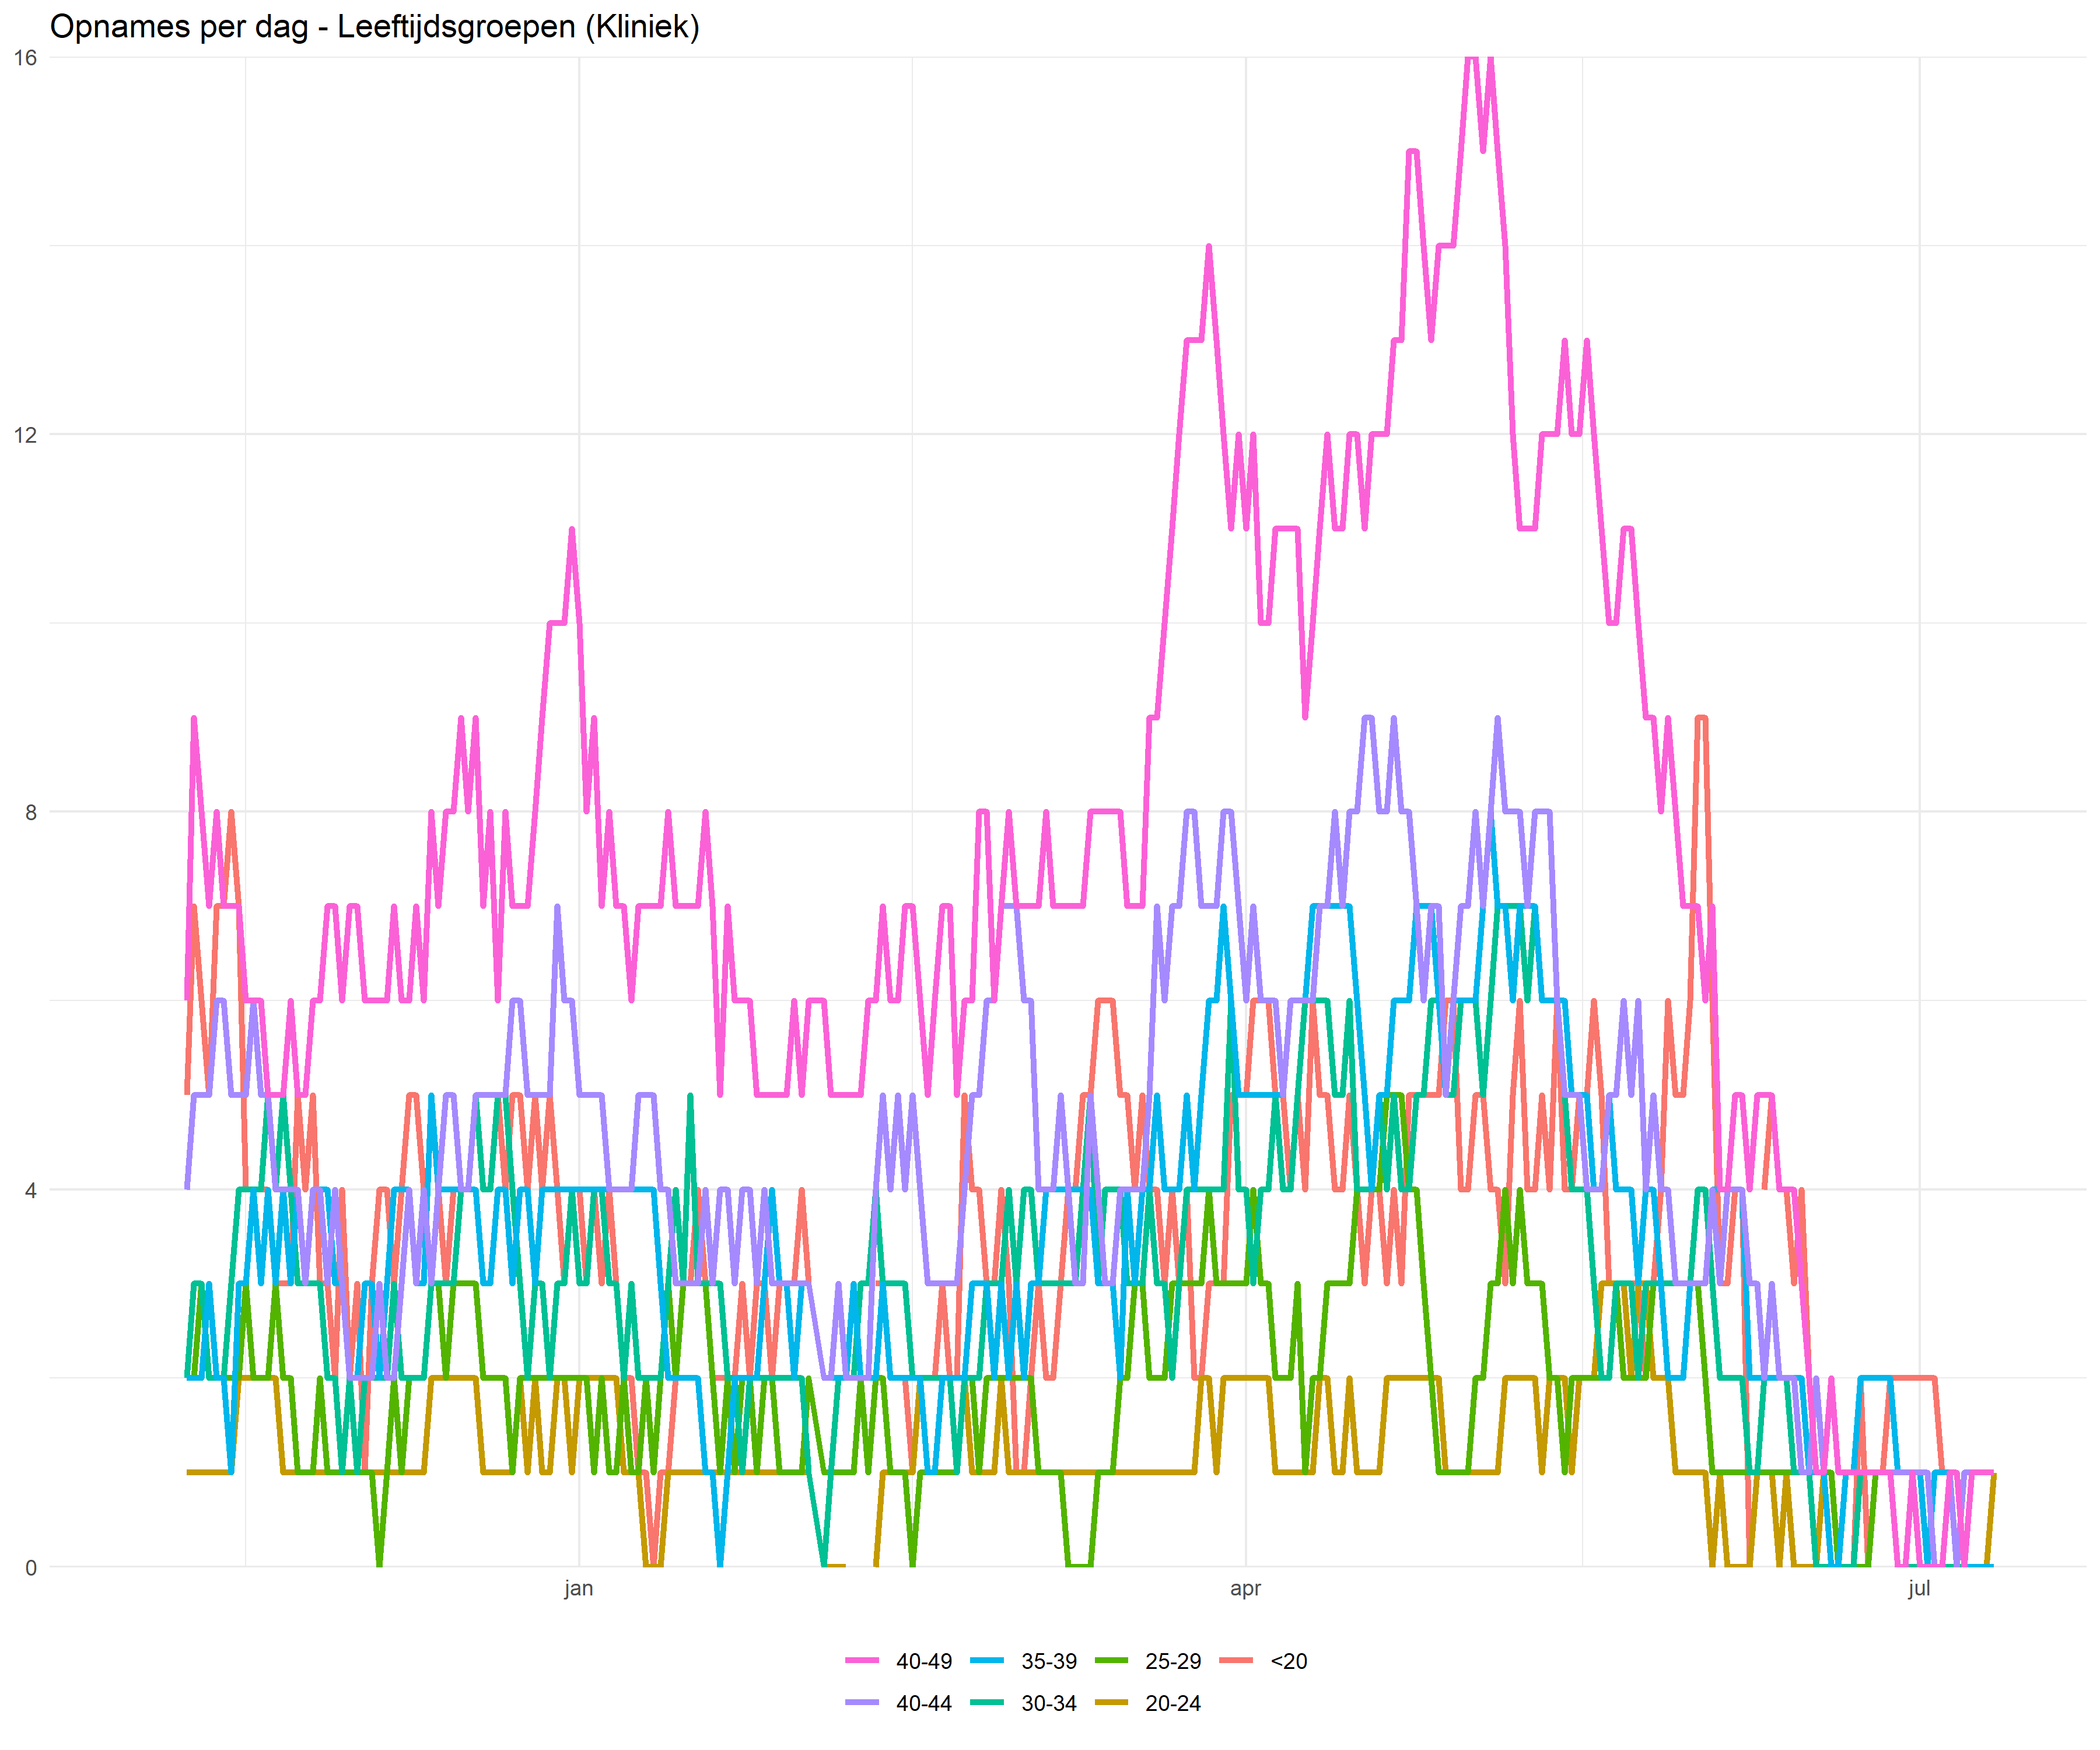 Opnames per dag - Leeftijdsgroepen (Kliniek)
16
12
8
4
0
jan apr jul
40-49 35-39 25-29 <20
40-44 30-34 20-24